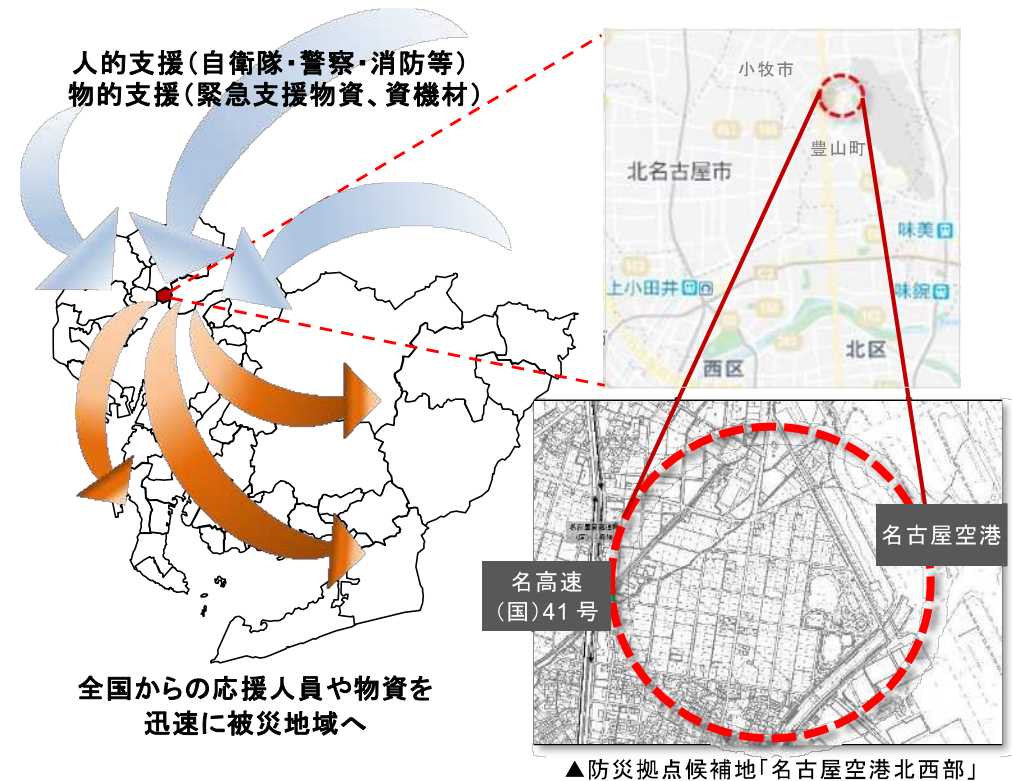 人的支援(自衛隊・警察・消防等)
物的支援(緊急支援物資、資機材)
小牧市
豊山町
北名古屋市
味美
上小田井
味鋺
西区
北区
名古屋空港
名高速
(国)41号
全国からの応援人員や物資を
迅速に被災地域へ
▲防災拠点候補地「名古屋空港北西部」